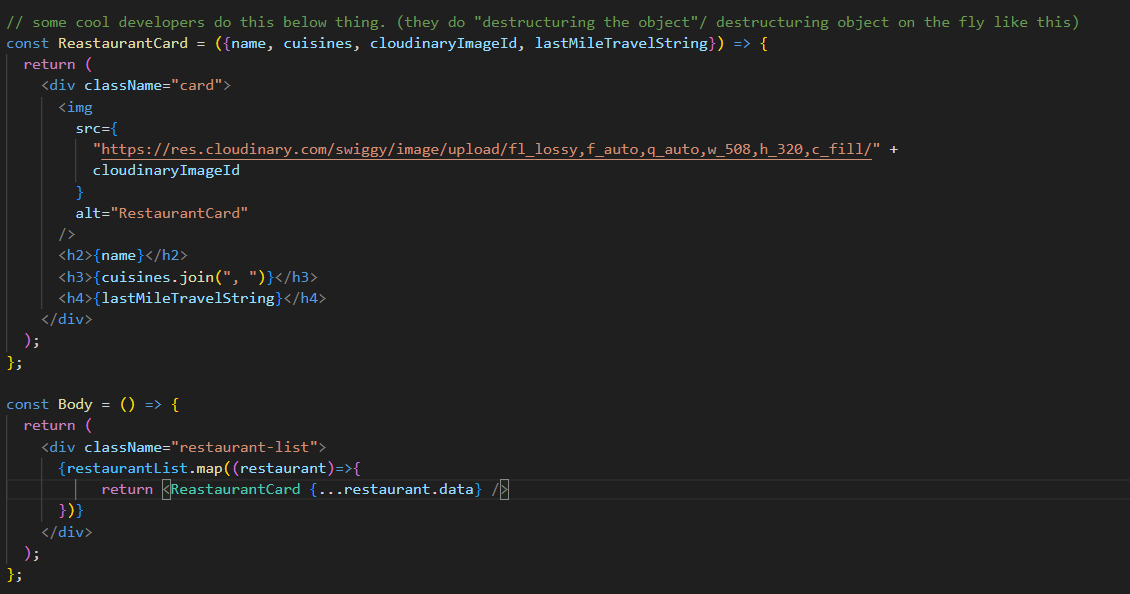 // some cool developers do this below thing. (they do "destructuring the object"/ destructuring object on the fly like this)
const ReastaurantCard = ({name, cuisines, cloudinaryImageId, lastMileTravelString}) => {
  return (
    <div className="card">
      <img
        src={
          "https://res.cloudinary.com/swiggy/image/upload/fl_lossy,f_auto,q_auto,w_508,h_320,c_fill/" +
          cloudinaryImageId
        }
        alt="RestaurantCard"
      />
      <h2>{name}</h2>
      <h3>{cuisines.join(", ")}</h3>
      <h4>{lastMileTravelString}</h4>
    </div>
  );
};

const Body = () => {
  return (
    <div className="restaurant-list">
      {restaurantList.map((restaurant)=>{
           return <ReastaurantCard {...restaurant.data} />
      })}
    </div>
  );
};